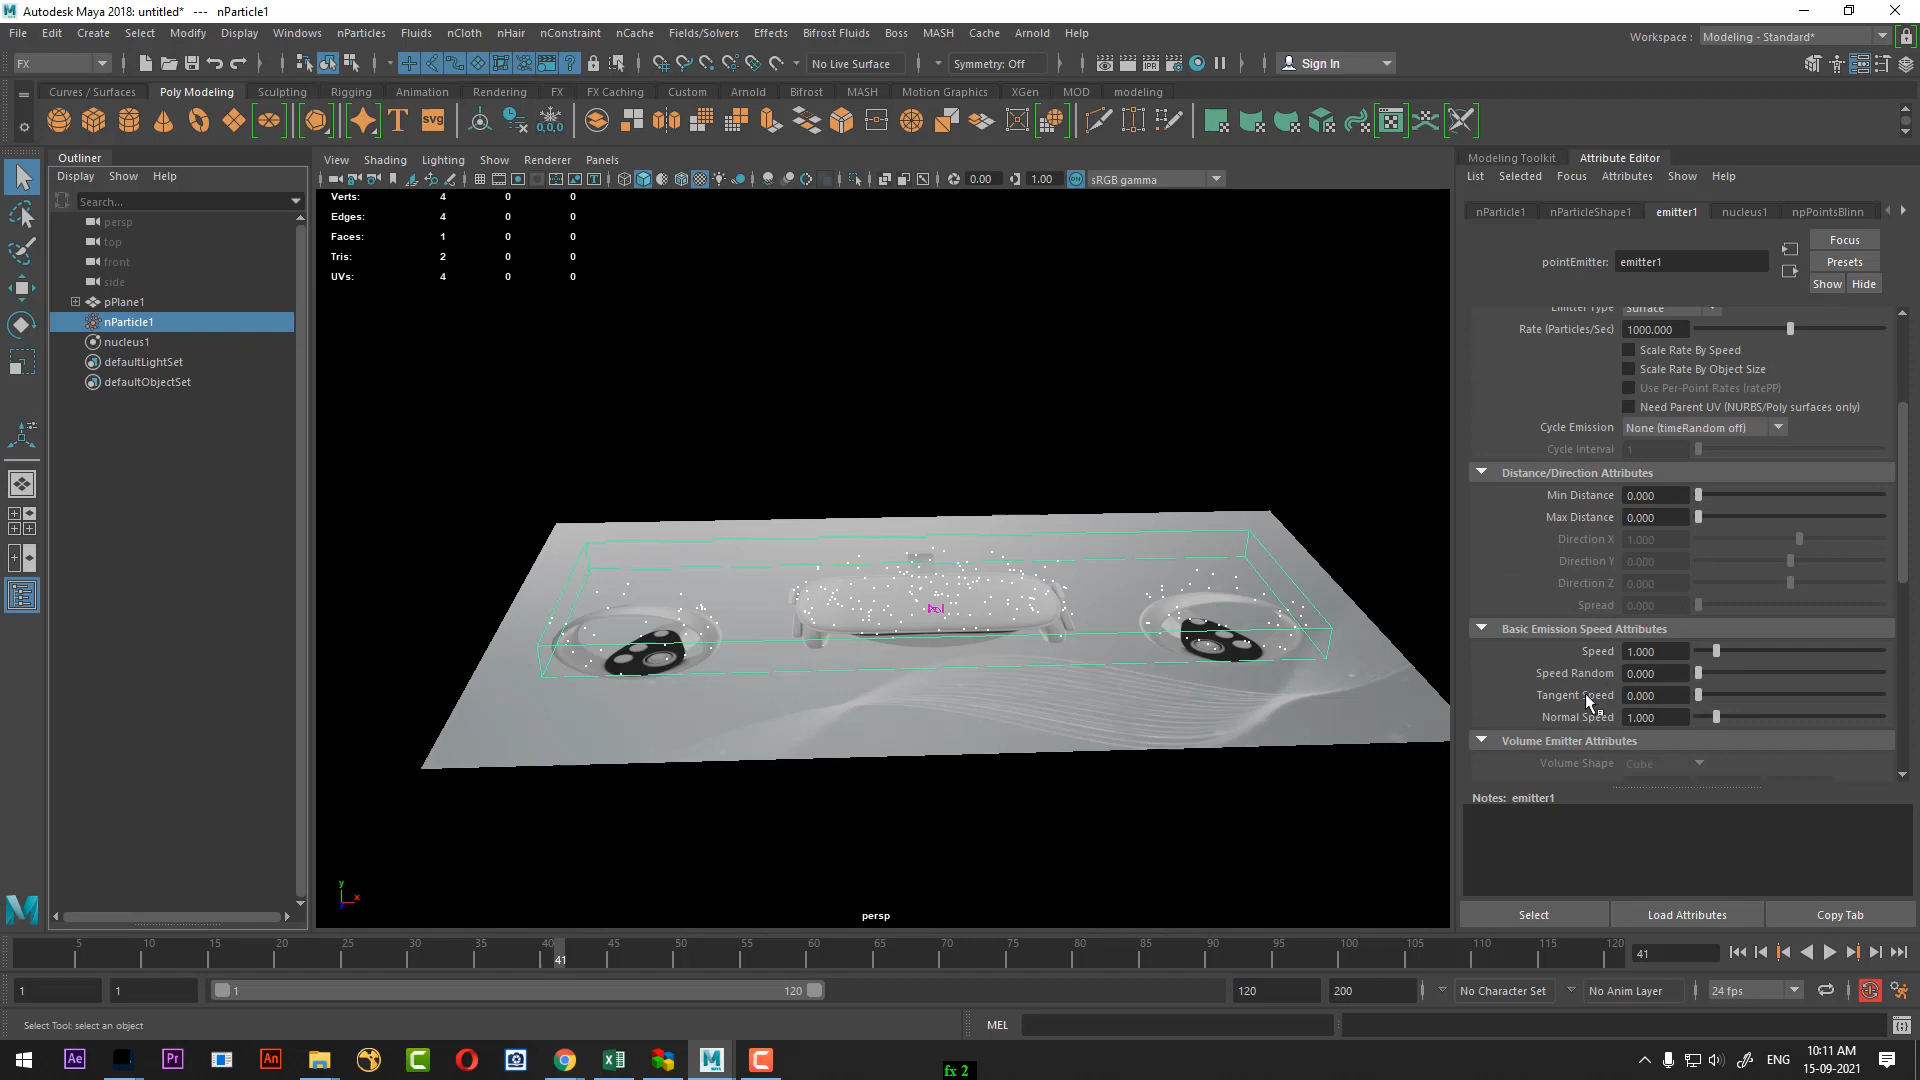 Autodesk Maya 2018: untitled* --- nParticle1
File Edit Create Select Modify Display Windows nParticles Fluids nCloth nHair nConstraint nCache Fields/Solvers Effects Bifrost Fluids Boss MASH Cache Arnold Help
Workspace : Modeling - Standard*
FX
No Live Surface
Symmetry: Off
Sign In
Curves / Surfaces Poly Modeling Sculpting Rigging Animation Rendering FX FX Caching Custom Arnold Bifrost MASH Motion Graphics XGen MOD modeling
T SVG 0,0,0
Outliner
Display Show Help
Search...
persp
top
front
side
pPlane1
nParticle1
nucleus1
defaultLightSet
defaultObjectSet
View Shading Lighting Show Renderer Panels
0.00 1.00 sRGB gamma
Verts: 4 0 0
Edges: 4 0 0
Faces: 1 0 0
Tris: 2 0 0
UVs: 4 0 0
persp
y
x
Modeling Toolkit Attribute Editor
List Selected Focus Attributes Show Help
nParticle1 nParticleShape1 emitter1 nucleus1 npPointsBlinn
Focus
pointEmitter: emitter1 Presets
Show Hide
Emitter Type Surface
Rate (Particles/Sec) 1000.000
Scale Rate By Speed
Scale Rate By Object Size
Use Per-Point Rates (ratePP)
Need Parent UV (NURBS/Poly surfaces only)
Cycle Emission None (timeRandom off)
Cycle Interval 1
Distance/Direction Attributes
Min Distance 0.000
Max Distance 0.000
Direction X 1.000
Direction Y 0.000
Direction Z 0.000
Spread 0.000
Basic Emission Speed Attributes
Speed 1.000
Speed Random 0.000
Tangent Speed 0.000
Normal Speed 1.000
Volume Emitter Attributes
Volume Shape Cube
Notes: emitter1
Select Load Attributes Copy Tab
5 10 15 20 25 30 35 40 45 50 55 60 65 70 75 80 85 90 95 100 105 110 115 120
41
41
1 1 1 120 120 200 No Character Set No Anim Layer 24 fps
Select Tool: select an object
MEL
Ae Pr An
fx 2
ENG
10:11 AM
15-09-2021